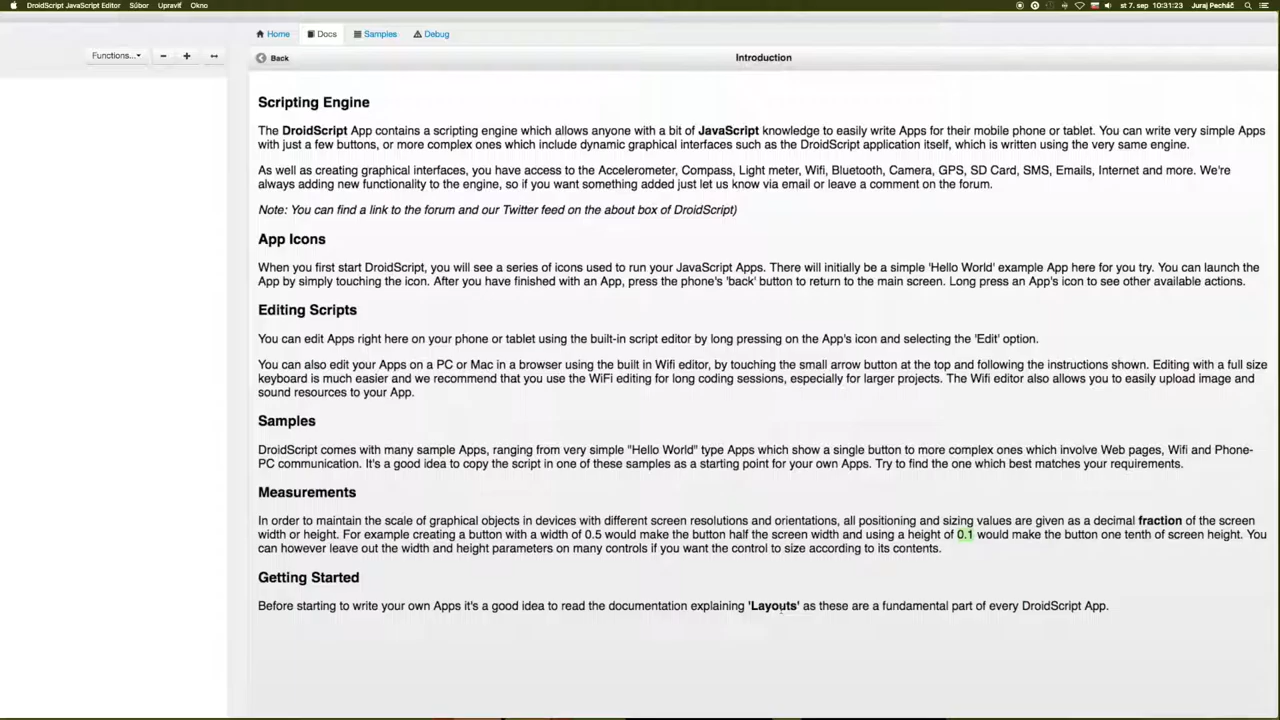 DroidScript JavaScript Editor Súbor Upraviť Okno st 7. sep 10:31:23 Juraj Pecháč
Home Docs Samples Debug
Functions...
Back Introduction
Scripting Engine
The DroidScript App contains a scripting engine which allows anyone with a bit of JavaScript knowledge to easily write Apps for their mobile phone or tablet. You can write very simple Apps
with just a few buttons, or more complex ones which include dynamic graphical interfaces such as the DroidScript application itself, which is written using the very same engine.
As well as creating graphical interfaces, you have access to the Accelerometer, Compass, Light meter, Wifi, Bluetooth, Camera, GPS, SD Card, SMS, Emails, Internet and more. We're
always adding new functionality to the engine, so if you want something added just let us know via email or leave a comment on the forum.
Note: You can find a link to the forum and our Twitter feed on the about box of DroidScript)
App Icons
When you first start DroidScript, you will see a series of icons used to run your JavaScript Apps. There will initially be a simple 'Hello World' example App here for you try. You can launch the
App by simply touching the icon. After you have finished with an App, press the phone's 'back' button to return to the main screen. Long press an App's icon to see other available actions.
Editing Scripts
You can edit Apps right here on your phone or tablet using the built-in script editor by long pressing on the App's icon and selecting the 'Edit' option.
You can also edit your Apps on a PC or Mac in a browser using the built in Wifi editor, by touching the small arrow button at the top and following the instructions shown. Editing with a full size
keyboard is much easier and we recommend that you use the WiFi editing for long coding sessions, especially for larger projects. The Wifi editor also allows you to easily upload image and
sound resources to your App.
Samples
DroidScript comes with many sample Apps, ranging from very simple "Hello World" type Apps which show a single button to more complex ones which involve Web pages, Wifi and Phone-
PC communication. It's a good idea to copy the script in one of these samples as a starting point for your own Apps. Try to find the one which best matches your requirements.
Measurements
In order to maintain the scale of graphical objects in devices with different screen resolutions and orientations, all positioning and sizing values are given as a decimal fraction of the screen
width or height. For example creating a button with a width of 0.5 would make the button half the screen width and using a height of 0.1 would make the button one tenth of screen height. You
can however leave out the width and height parameters on many controls if you want the control to size according to its contents.
Getting Started
Before starting to write your own Apps it's a good idea to read the documentation explaining 'Layouts' as these are a fundamental part of every DroidScript App.